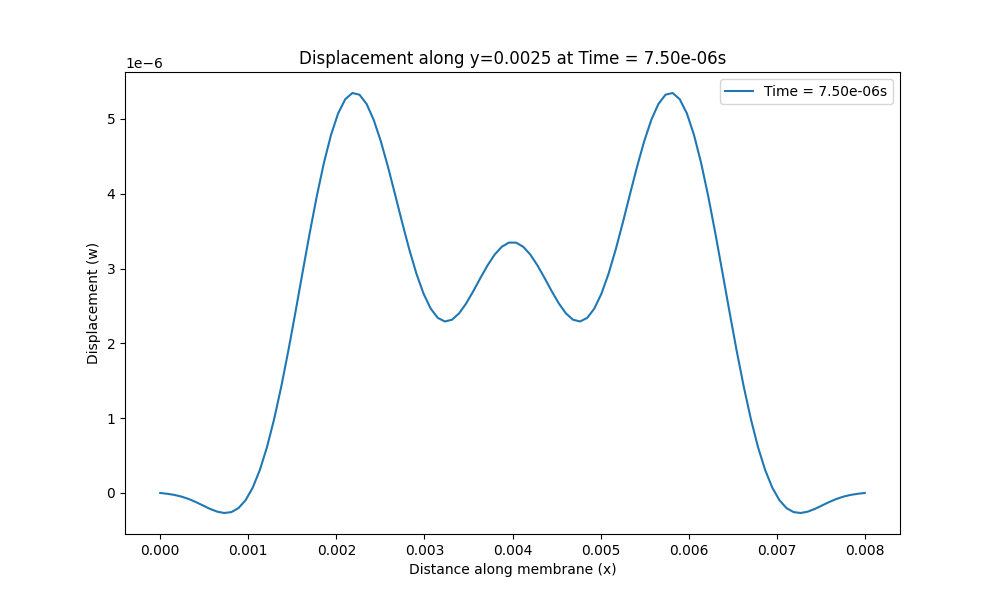 Displacement along y=0.0025 at Time = 7.50e-06s
1e−6
Time = 7.50e-06s
5
4
3
2
1
0
Displacement (w)
0.000 0.001 0.002 0.003 0.004 0.005 0.006 0.007 0.008
Distance along membrane (x)